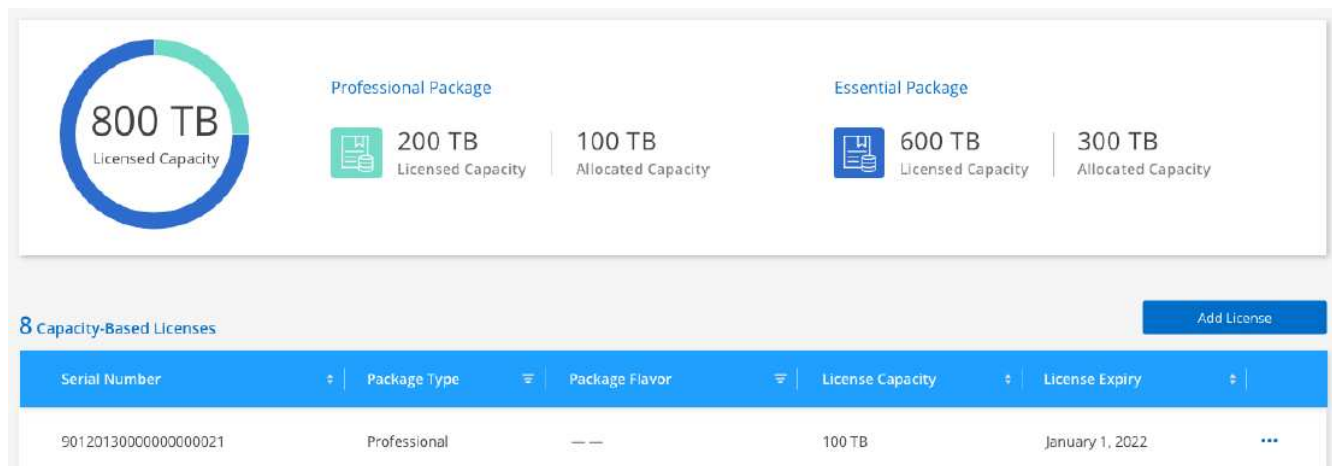 800 TB
Licensed Capacity
Professional Package
200 TB
Licensed Capacity
100 TB
Allocated Capacity
Essential Package
600 TB
Licensed Capacity
300 TB
Allocated Capacity
8 Capacity-Based Licenses
Add License
Serial Number Package Type Package Flavor License Capacity License Expiry
90120130000000000021 Professional — — 100 TB January 1, 2022 •••